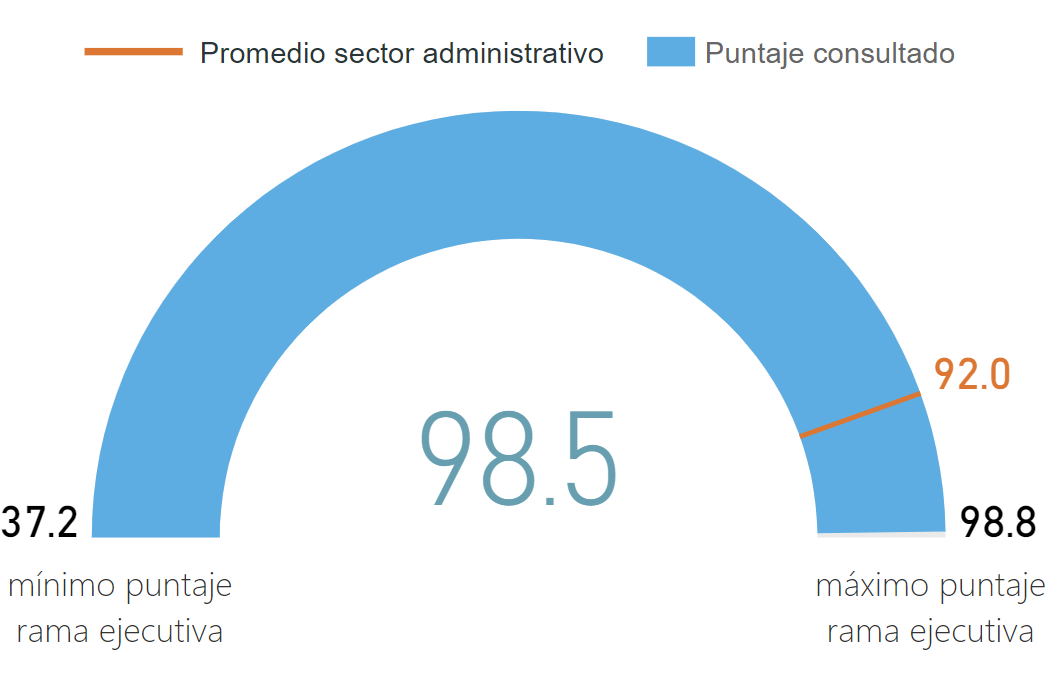 Promedio sector administrativo Puntaje consultado
92.0
98.5
37.2 98.8
mínimo puntaje máximo puntaje
rama ejecutiva rama ejecutiva